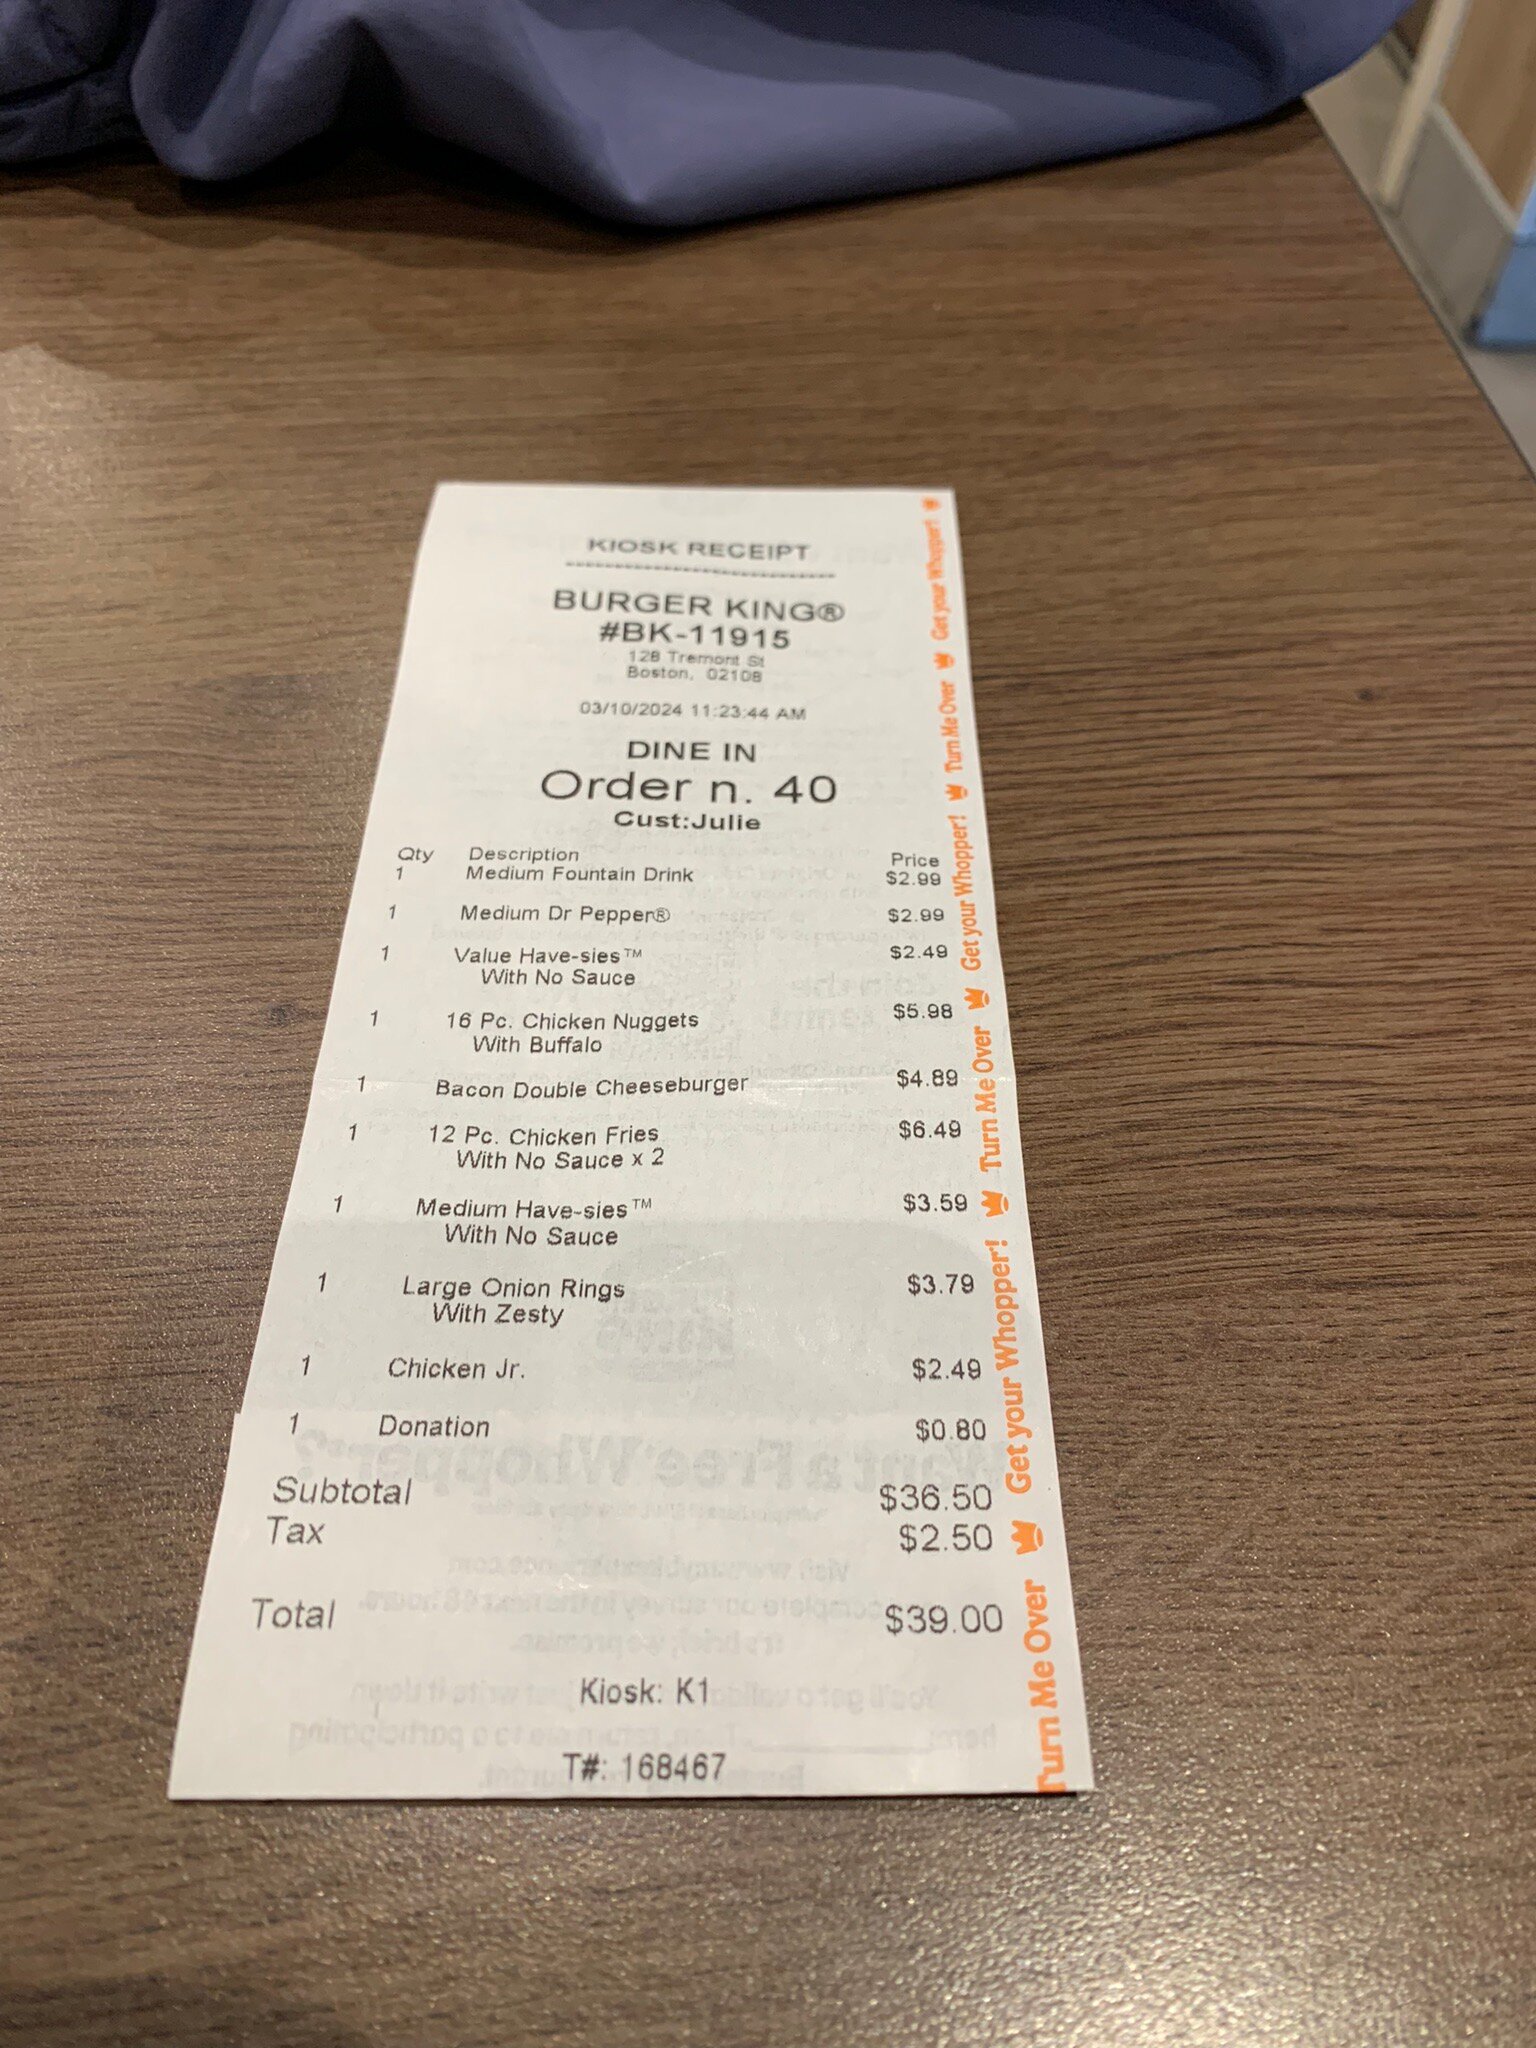 KIOSK RECEIPT
----------------------------
BURGER KING®
#BK-11915
128 Tremont St
Boston, 02108
03/10/2024 11:23:44 AM
DINE IN
Order n. 40
Cust:Julie
Qty Description Price
1 Medium Fountain Drink $2.99
1 Medium Dr Pepper® $2.99
1 Value Have-sies™ $2.49
With No Sauce
1 16 Pc. Chicken Nuggets $5.98
With Buffalo
1 Bacon Double Cheeseburger $4.89
1 12 Pc. Chicken Fries $6.49
With No Sauce x 2
1 Medium Have-sies™ $3.59
With No Sauce
1 Large Onion Rings $3.79
With Zesty
1 Chicken Jr. $2.49
1 Donation $0.80
Subtotal $36.50
Tax $2.50
Total $39.00
Kiosk: K1
T#: 168467
Turn Me Over Get your Whopper! Turn Me Over Get your Whopper! Turn Me Over Get your Whopper!